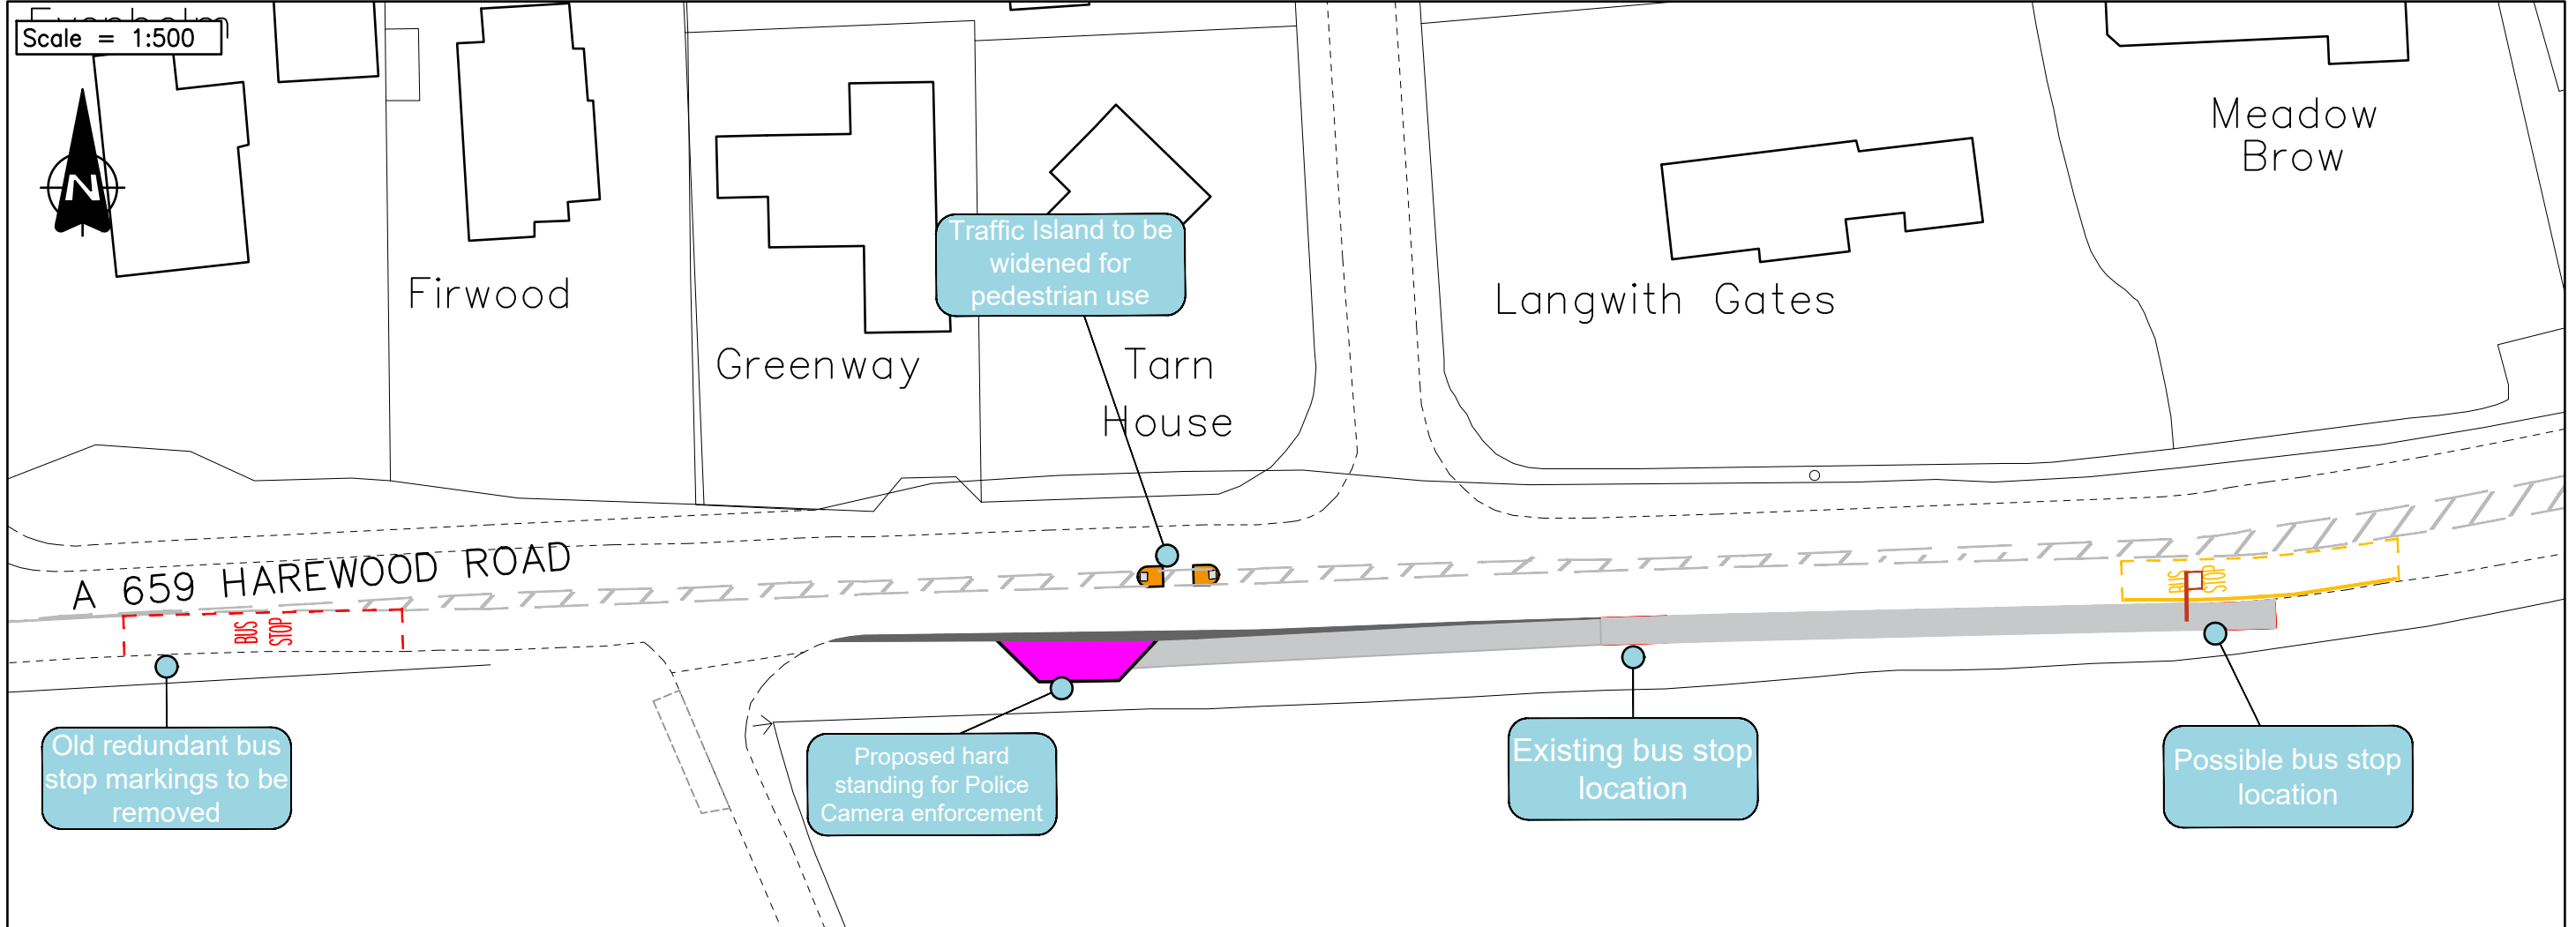 Scale = 1:500
N
Meadow
Brow
Traffic Island to be
widened for
pedestrian use
Firwood
Langwith Gates
Greenway
Tarn
House
A 659 HAREWOOD ROAD
BUS
STOP
BUS
STOP
Old redundant bus
stop markings to be
removed
Proposed hard
standing for Police
Camera enforcement
Existing bus stop
location
Possible bus stop
location